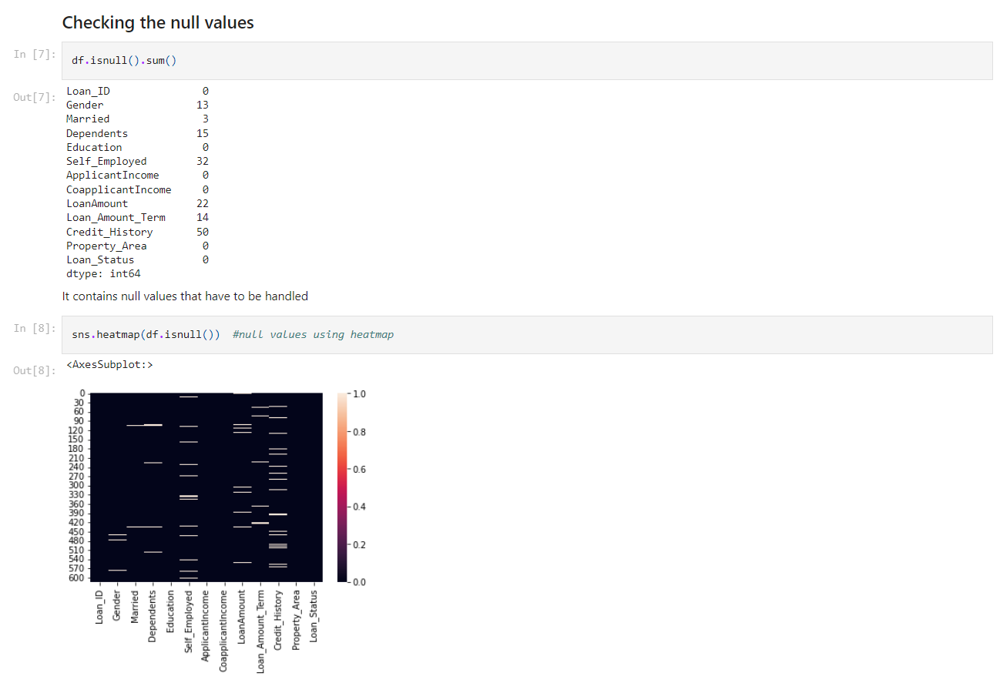 Checking the null values
In [7]:
df.isnull().sum()
Out[7]:
Loan_ID 0
Gender 13
Married 3
Dependents 15
Education 0
Self_Employed 32
ApplicantIncome 0
CoapplicantIncome 0
LoanAmount 22
Loan_Amount_Term 14
Credit_History 50
Property_Area 0
Loan_Status 0
dtype: int64
It contains null values that have to be handled
In [8]:
sns.heatmap(df.isnull()) #null values using heatmap
Out[8]:
<AxesSubplot:>
0
30
60
90
120
150
180
210
240
270
300
330
360
390
420
450
480
510
540
570
600
Loan_ID
Gender
Married
Dependents
Education
Self_Employed
ApplicantIncome
CoapplicantIncome
LoanAmount
Loan_Amount_Term
Credit_History
Property_Area
Loan_Status
1.0
0.8
0.6
0.4
0.2
0.0